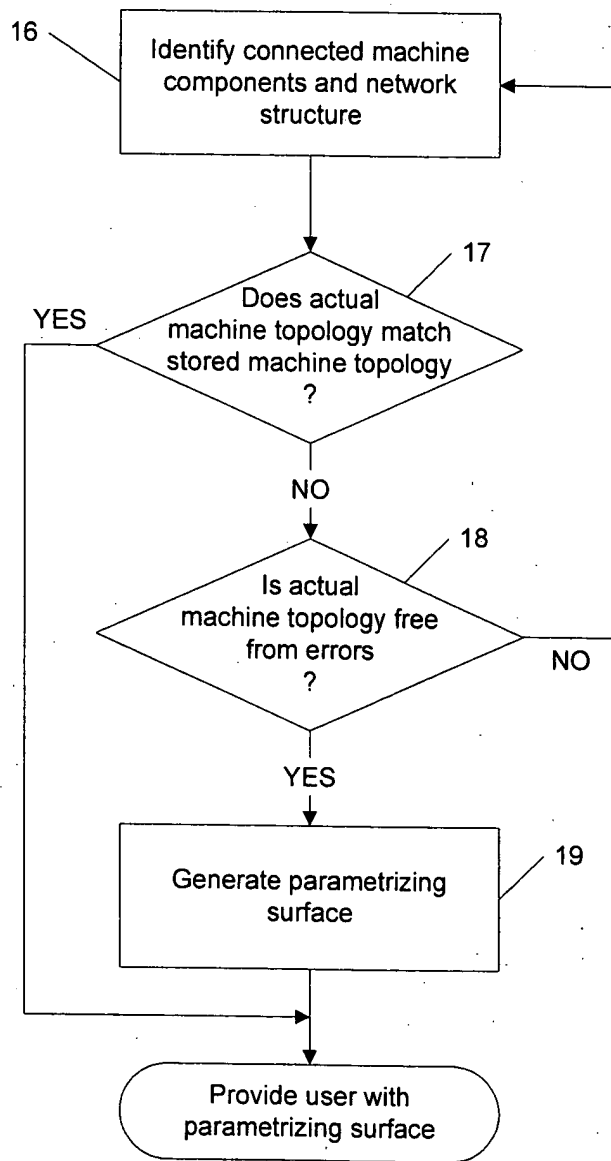 16
Identify connected machine
components and network
structure
17
YES
Does actual
machine topology match
stored machine topology
?
NO
18
Is actual
machine topology free
from errors
?
NO
YES
19
Generate parametrizing
surface
Provide user with
parametrizing surface